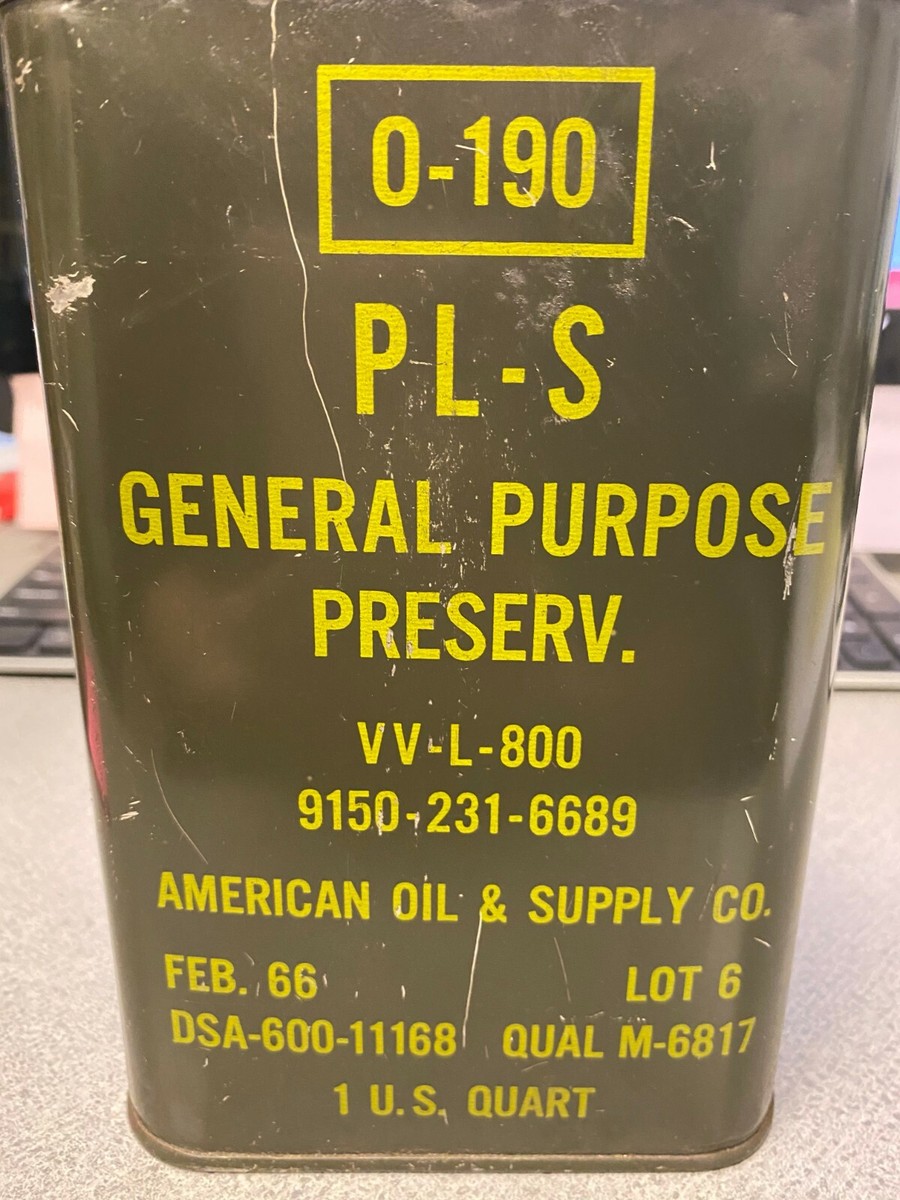 O-190
PL-S
GENERAL PURPOSE
PRESERV.
VV-L-800
9150-231-6689
AMERICAN OIL & SUPPLY CO.
FEB. 66 LOT 6
DSA-600-11168 QUAL M-6817
1 U.S. QUART